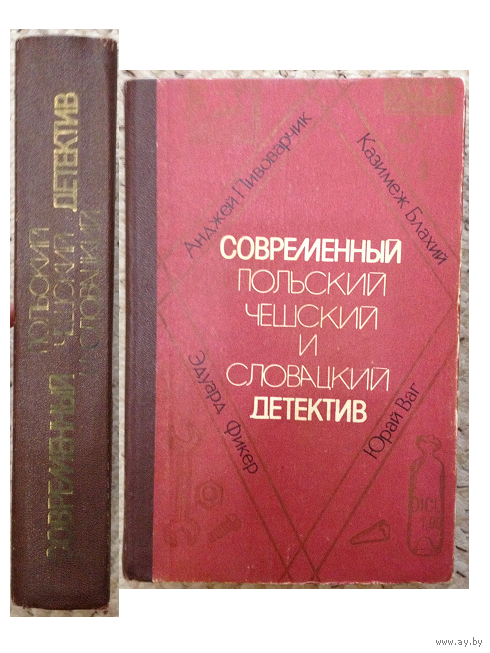 СОВРЕМЕННЫЙ
ПОЛЬСКИЙ
ЧЕШСКИЙ
И СЛОВАЦКИЙ
ДЕТЕКТИВ
Анджей Пивоварчик
Казимеж Блахий
СОВРЕМЕННЫЙ
ПОЛЬСКИЙ
ЧЕШСКИЙ
И
СЛОВАЦКИЙ
ДЕТЕКТИВ
Эдуард Фикер
Юрай Ваг
www.ay.by